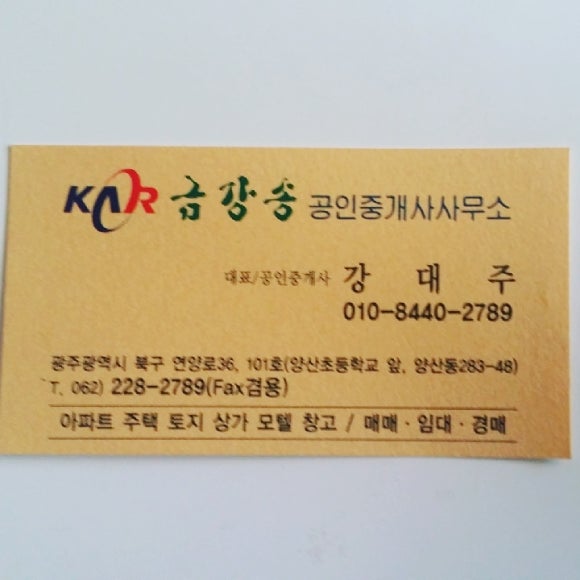 KAR 금강송 공인중개사사무소
대표/공인중개사 강 대 주
010-8440-2789
광주광역시 북구 연양로36, 101호(양산초등학교 앞, 양산동283-48)
T. 062) 228-2789(Fax겸용)
아파트 주택 토지 상가 모텔 창고 / 매매 · 임대 · 경매